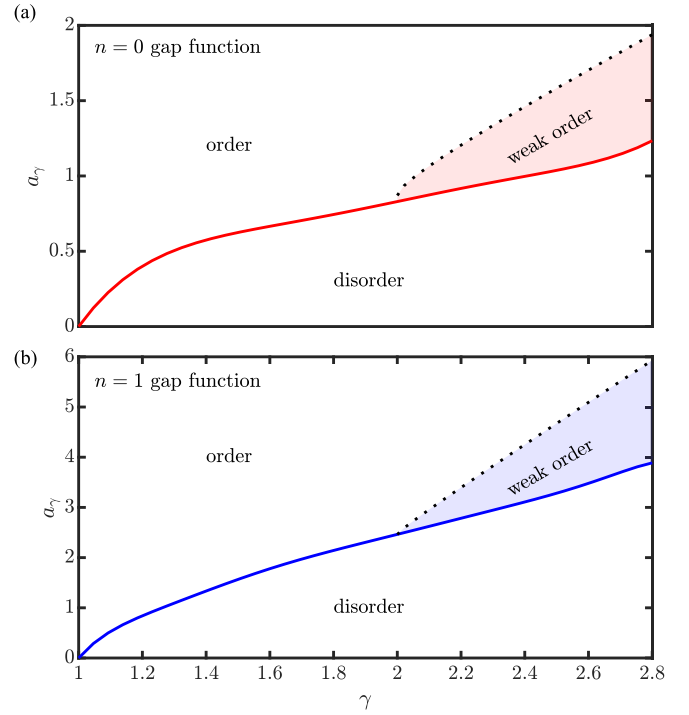 (a)
2
n = 0 gap function
1.5
order
weak order
a_γ
1
0.5
disorder
0
(b)
6
n = 1 gap function
5
order
4
weak order
a_γ
3
2
disorder
1
0
1 1.2 1.4 1.6 1.8 2 2.2 2.4 2.6 2.8
γ